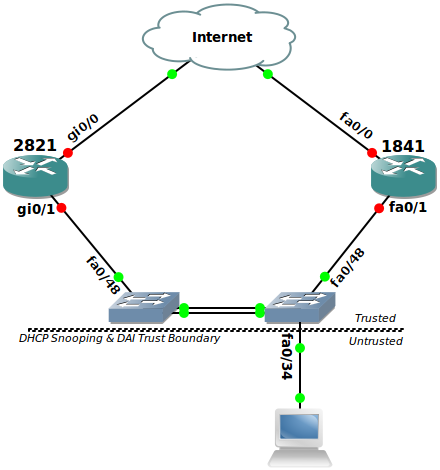 Internet
gi0/0
fa0/0
2821
1841
gi0/1
fa0/1
fa0/48
fa0/48
Trusted
DHCP Snooping & DAI Trust Boundary
Untrusted
fa0/34